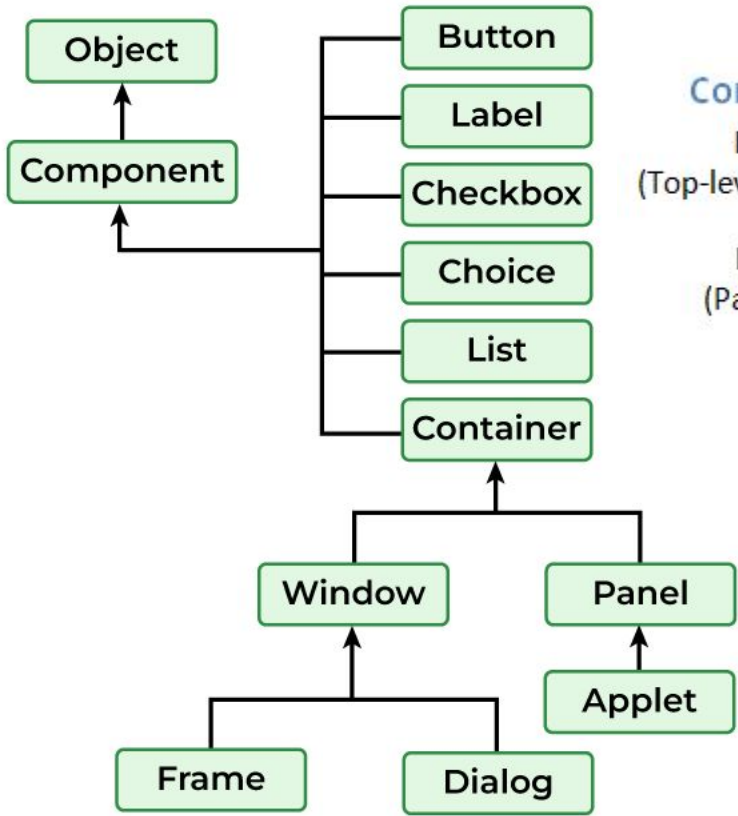 Object
Component
Button
Label
Checkbox
Choice
List
Container
Window
Panel
Applet
Frame
Dialog